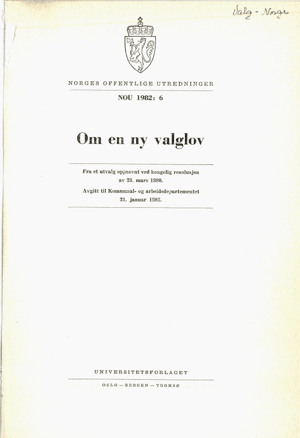 Valg - Norge
NORGES OFFENTLIGE UTREDNINGER
NOU 1982: 6
Om en ny valglov
Fra et utvalg oppnevnt ved kongelig resolusjon
av 28. mars 1980.
Avgitt til Kommunal- og arbeidsdepartementet
21. januar 1982.
UNIVERSITETSFORLAGET
OSLO — BERGEN — TROMSØ